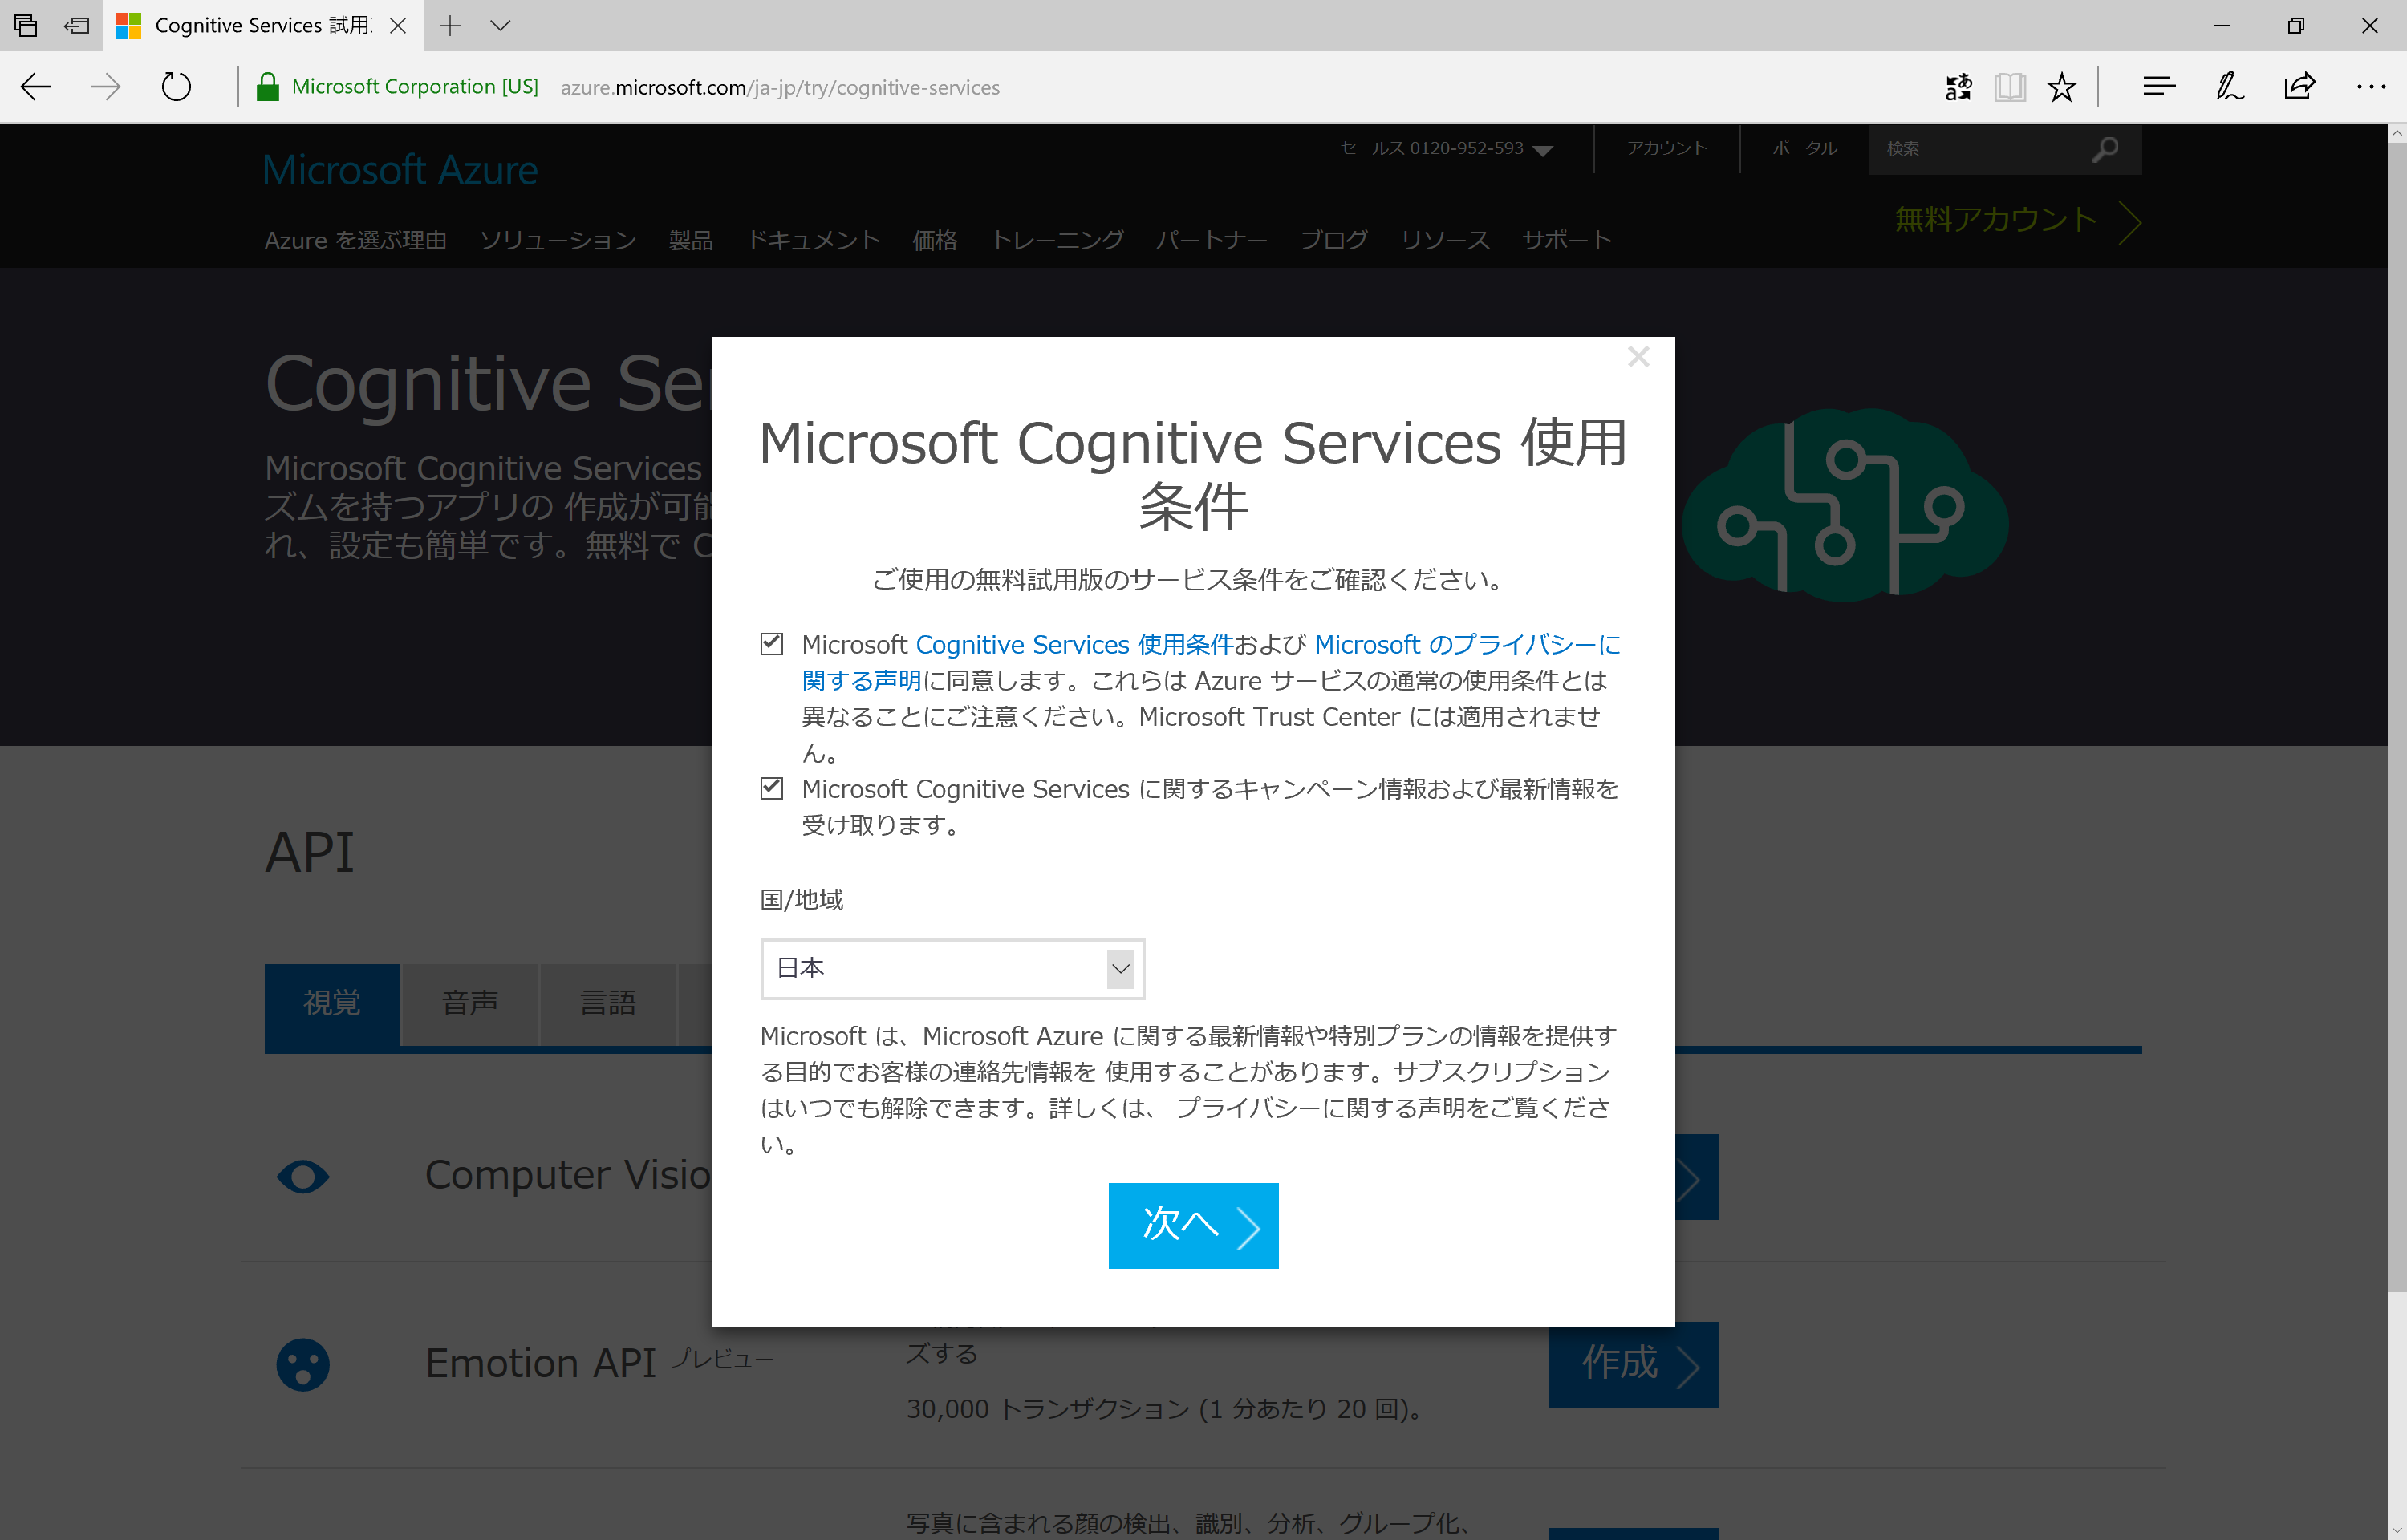 Cognitive Services 試用
Microsoft Corporation [US] azure.microsoft.com/ja-jp/try/cognitive-services
セールス 0120-952-593 アカウント ポータル 検索
Microsoft Azure
無料アカウント
Azure を選ぶ理由 ソリューション 製品 ドキュメント 価格 トレーニング パートナー ブログ リソース サポート
Cognitive Ser
Microsoft Cognitive Services
ズムを持つアプリの 作成が可能
れ、設定も簡単です。無料で C
Microsoft Cognitive Services 使用
条件
ご使用の無料試用版のサービス条件をご確認ください。
Microsoft Cognitive Services 使用条件および Microsoft のプライバシーに
関する声明に同意します。これらは Azure サービスの通常の使用条件とは
異なることにご注意ください。Microsoft Trust Center には適用されませ
ん。
Microsoft Cognitive Services に関するキャンペーン情報および最新情報を
受け取ります。
国/地域
日本
Microsoft は、Microsoft Azure に関する最新情報や特別プランの情報を提供す
る目的でお客様の連絡先情報を 使用することがあります。サブスクリプション
はいつでも解除できます。詳しくは、 プライバシーに関する声明をご覧くださ
い。
次へ
API
視覚 音声 言語
Computer Visio
Emotion API プレビュー
ズする
30,000 トランザクション (1 分あたり 20 回)。
作成
写真に含まれる顔の検出、識別、分析、グループ化、